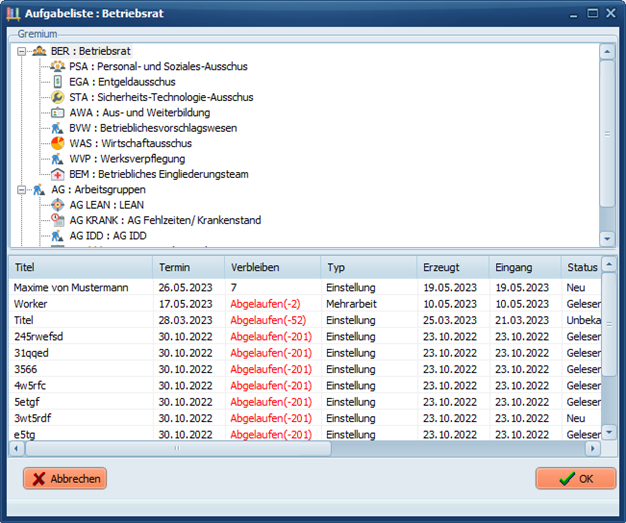 Aufgabeliste : Betriebsrat
Gremium
BER : Betriebsrat
PSA : Personal- und Soziales-Ausschus
EGA : Entgeldausschus
STA : Sicherheits-Technologie-Ausschus
AWA : Aus- und Weiterbildung
BVW : Betrieblichesvorschlagswesen
WAS : Wirtschaftausschus
WVP : Werksverpflegung
BEM : Betriebliches Eingliederungsteam
AG : Arbeitsgruppen
AG LEAN : LEAN
AG KRANK : AG Fehlzeiten/ Krankenstand
AG IDD : AG IDD
Titel Termin Verbleiben Typ Erzeugt Eingang Status
Maxime von Mustermann 26.05.2023 7 Einstellung 19.05.2023 19.05.2023 Neu
Worker 17.05.2023 Abgelaufen(-2) Mehrarbeit 10.05.2023 10.05.2023 Geleser
Titel 28.03.2023 Abgelaufen(-52) Einstellung 25.03.2023 21.03.2023 Unbeka
245rwefsd 30.10.2022 Abgelaufen(-201) Einstellung 23.10.2022 23.10.2022 Geleser
31qqed 30.10.2022 Abgelaufen(-201) Einstellung 23.10.2022 23.10.2022 Geleser
3566 30.10.2022 Abgelaufen(-201) Einstellung 23.10.2022 23.10.2022 Geleser
4w5rfc 30.10.2022 Abgelaufen(-201) Einstellung 23.10.2022 23.10.2022 Geleser
5etgf 30.10.2022 Abgelaufen(-201) Einstellung 23.10.2022 23.10.2022 Geleser
3wt5rdf 30.10.2022 Abgelaufen(-201) Einstellung 23.10.2022 23.10.2022 Neu
e5tg 30.10.2022 Abgelaufen(-201) Einstellung 23.10.2022 23.10.2022 Geleser
Abbrechen OK